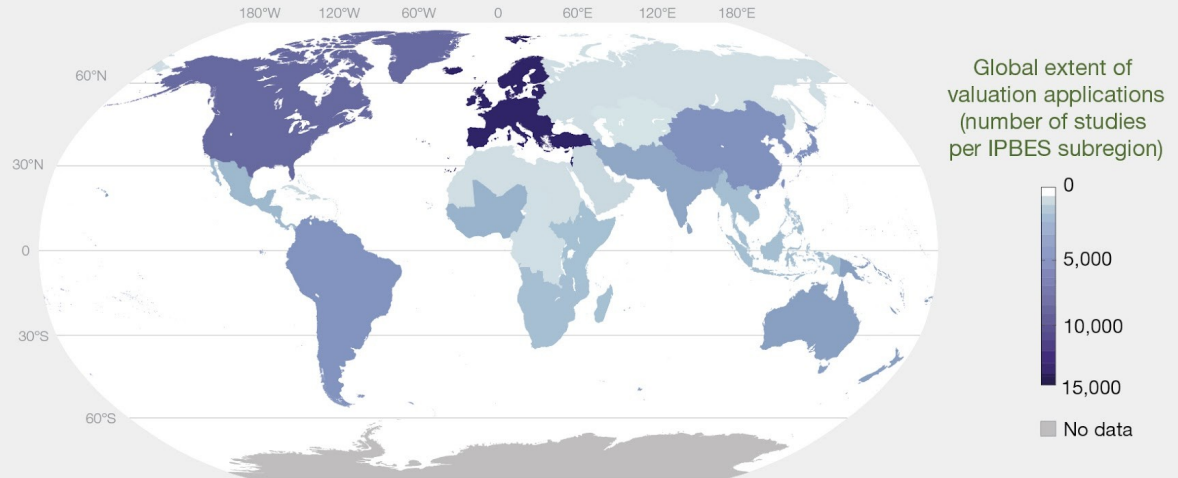 180°W 120°W 60°W 0 60°E 120°E 180°E
60°N
30°N
0
30°S
60°S
Global extent of
valuation applications
(number of studies
per IPBES subregion)
0
5,000
10,000
15,000
No data